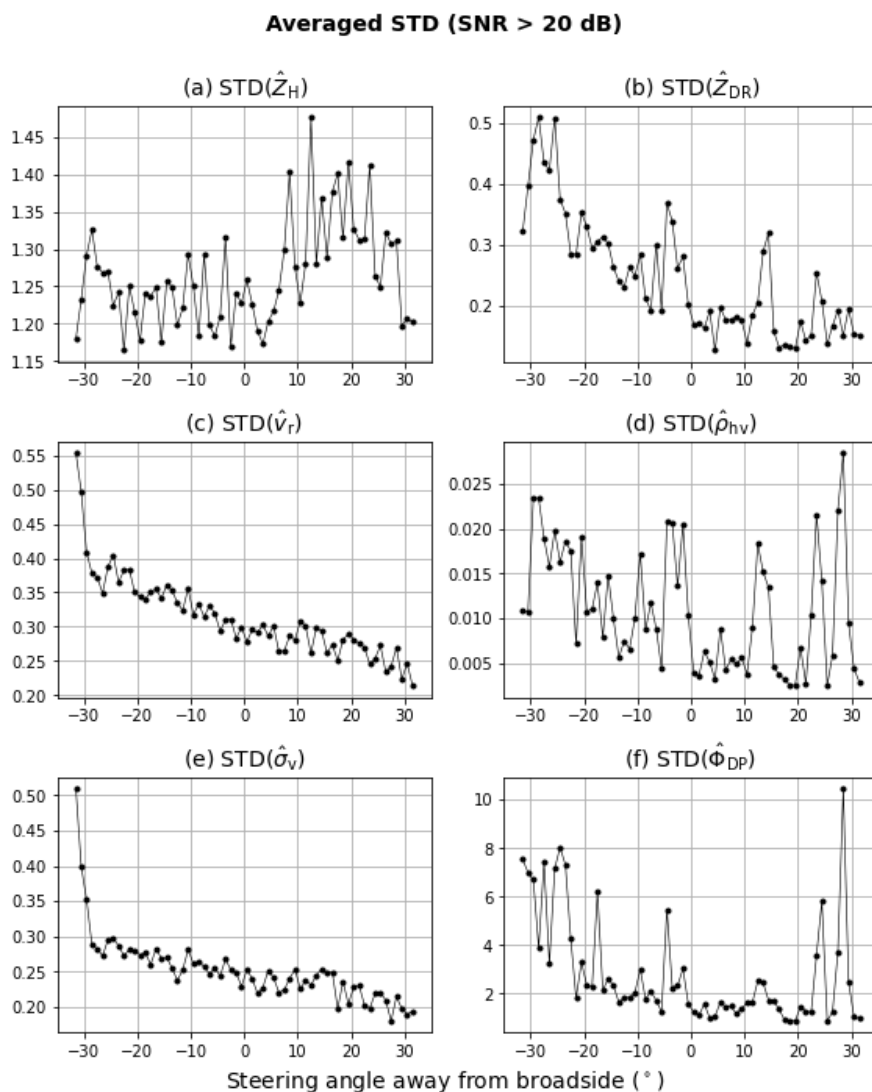 Averaged STD (SNR > 20 dB)
(a) STD(Ẑ_H)
(b) STD(Ẑ_DR)
1.45
1.40
1.35
1.30
1.25
1.20
1.15
0.5
0.4
0.3
0.2
−30 −20 −10 0 10 20 30
−30 −20 −10 0 10 20 30
(c) STD(v̂_r)
(d) STD(ρ̂_hv)
0.55
0.50
0.45
0.40
0.35
0.30
0.25
0.20
0.025
0.020
0.015
0.010
0.005
−30 −20 −10 0 10 20 30
−30 −20 −10 0 10 20 30
(e) STD(σ̂_v)
(f) STD(Φ̂_DP)
0.50
0.45
0.40
0.35
0.30
0.25
0.20
10
8
6
4
2
−30 −20 −10 0 10 20 30
−30 −20 −10 0 10 20 30
Steering angle away from broadside (°)